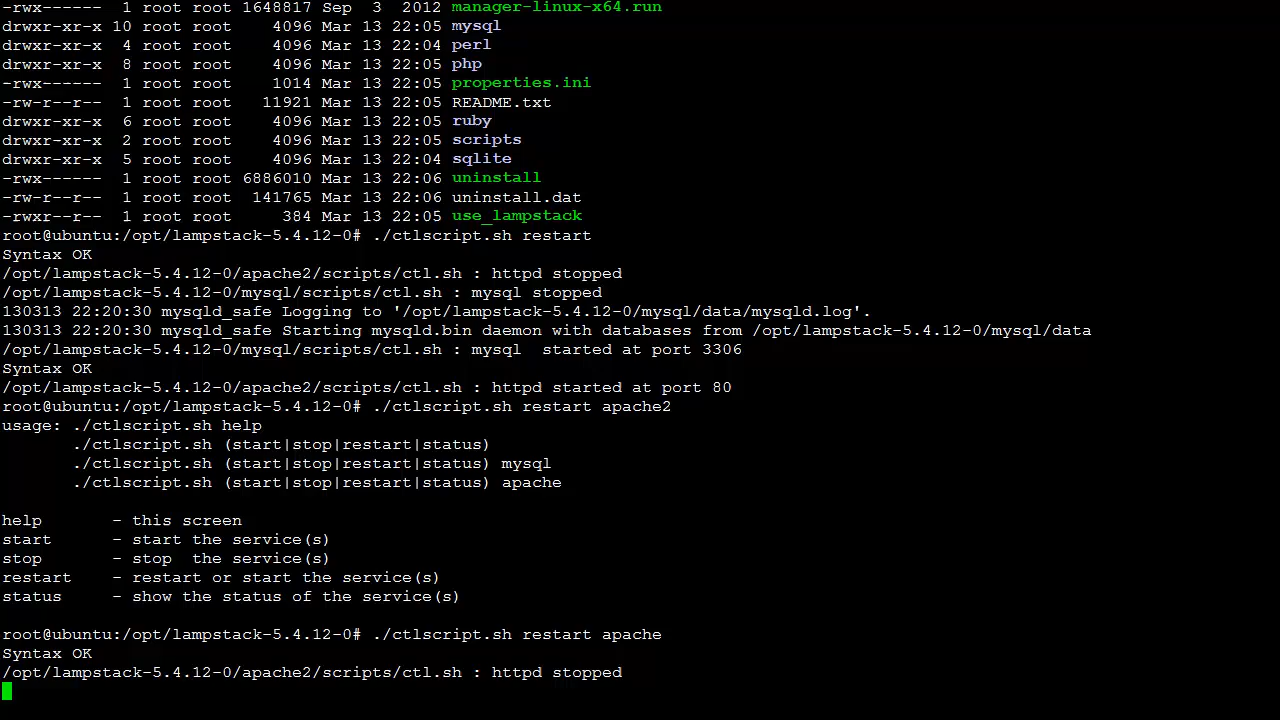 -rwx------  1 root root 1648817 Sep  3  2012 manager-linux-x64.run
drwxr-xr-x 10 root root    4096 Mar 13 22:05 mysql
drwxr-xr-x  4 root root    4096 Mar 13 22:04 perl
drwxr-xr-x  8 root root    4096 Mar 13 22:05 php
-rwx------  1 root root    1014 Mar 13 22:05 properties.ini
-rw-r--r--  1 root root   11921 Mar 13 22:05 README.txt
drwxr-xr-x  6 root root    4096 Mar 13 22:05 ruby
drwxr-xr-x  2 root root    4096 Mar 13 22:05 scripts
drwxr-xr-x  5 root root    4096 Mar 13 22:04 sqlite
-rwx------  1 root root 6886010 Mar 13 22:06 uninstall
-rw-r--r--  1 root root  141765 Mar 13 22:06 uninstall.dat
-rwxr--r--  1 root root     384 Mar 13 22:05 use_lampstack
root@ubuntu:/opt/lampstack-5.4.12-0# ./ctlscript.sh restart
Syntax OK
/opt/lampstack-5.4.12-0/apache2/scripts/ctl.sh : httpd stopped
/opt/lampstack-5.4.12-0/mysql/scripts/ctl.sh : mysql stopped
130313 22:20:30 mysqld_safe Logging to '/opt/lampstack-5.4.12-0/mysql/data/mysqld.log'.
130313 22:20:30 mysqld_safe Starting mysqld.bin daemon with databases from /opt/lampstack-5.4.12-0/mysql/data
/opt/lampstack-5.4.12-0/mysql/scripts/ctl.sh : mysql  started at port 3306
Syntax OK
/opt/lampstack-5.4.12-0/apache2/scripts/ctl.sh : httpd started at port 80
root@ubuntu:/opt/lampstack-5.4.12-0# ./ctlscript.sh restart apache2
usage: ./ctlscript.sh help
       ./ctlscript.sh (start|stop|restart|status)
       ./ctlscript.sh (start|stop|restart|status) mysql
       ./ctlscript.sh (start|stop|restart|status) apache

help       - this screen
start      - start the service(s)
stop       - stop  the service(s)
restart    - restart or start the service(s)
status     - show the status of the service(s)

root@ubuntu:/opt/lampstack-5.4.12-0# ./ctlscript.sh restart apache
Syntax OK
/opt/lampstack-5.4.12-0/apache2/scripts/ctl.sh : httpd stopped